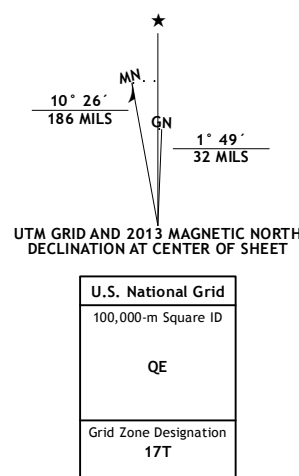 ★
MN
10° 26´
186 MILS
GN
1° 49´
32 MILS
UTM GRID AND 2013 MAGNETIC NORTH
DECLINATION AT CENTER OF SHEET
U.S. National Grid
100,000-m Square ID
QE
Grid Zone Designation
17T